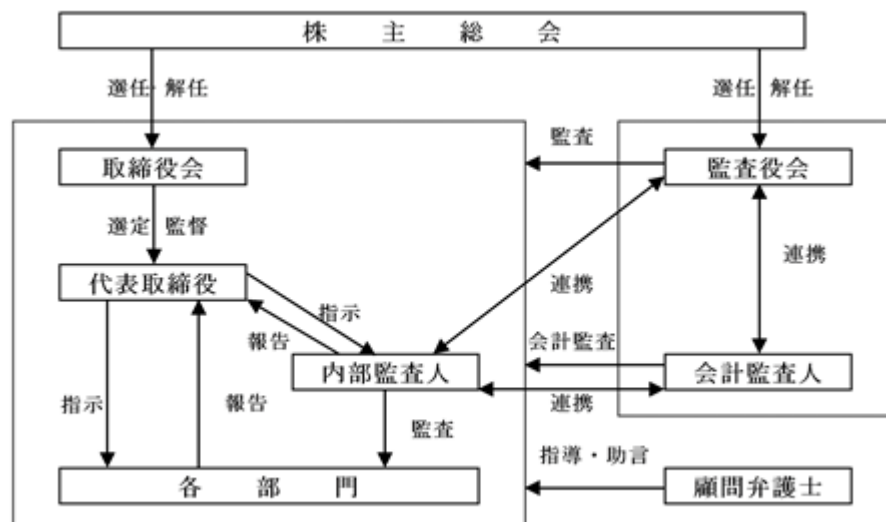 株主総会
選任 解任
選任 解任
監査
取締役会
監査役会
選定 監督
連携
代表取締役
連携
指示
報告
会計監査
内部監査人
会計監査人
指示
報告
連携
監査
指導・助言
各部門
顧問弁護士